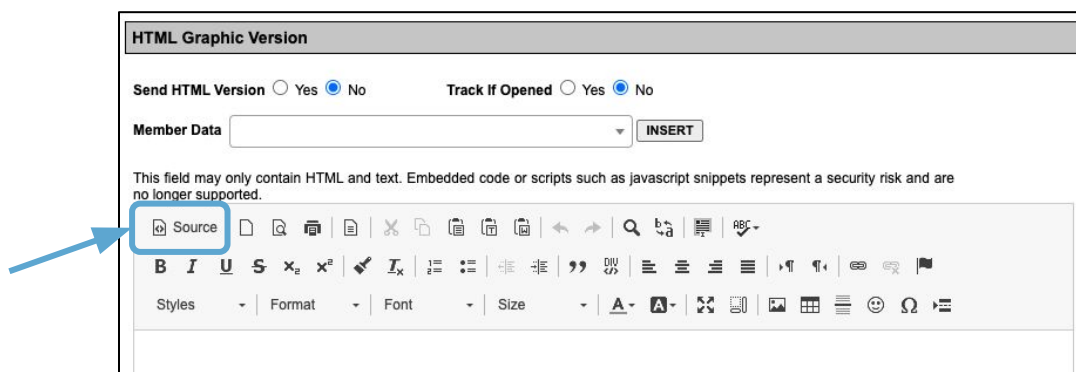 HTML Graphic Version
Send HTML Version Yes No Track If Opened Yes No
Member Data INSERT
This field may only contain HTML and text. Embedded code or scripts such as javascript snippets represent a security risk and are
no longer supported.
Source
Styles Format Font Size